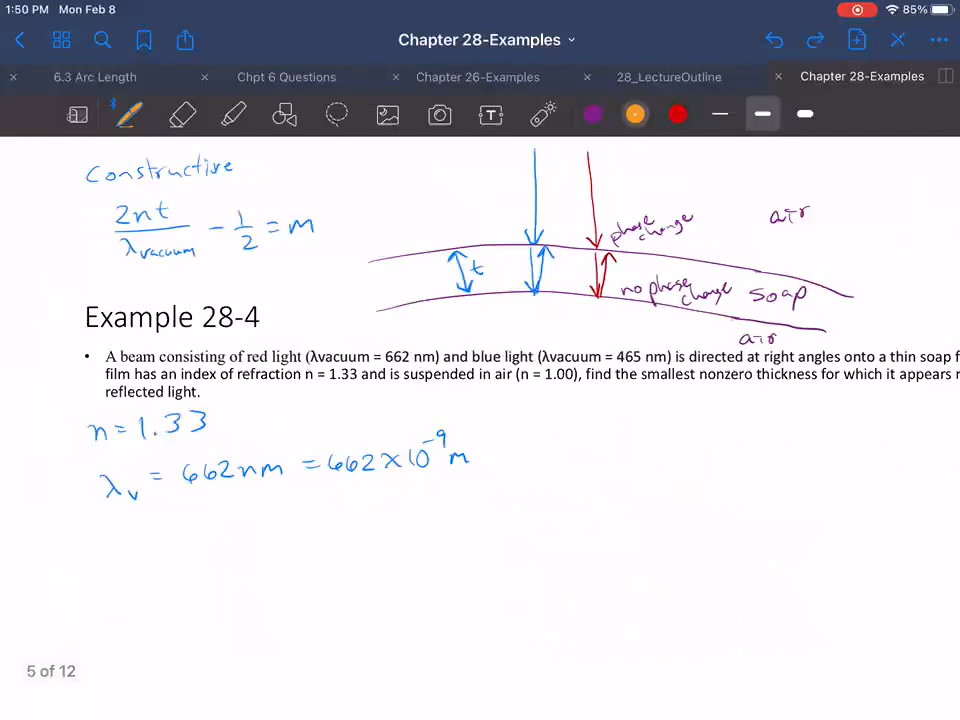 1:50 PM Mon Feb 8
85%
Chapter 28-Examples
6.3 Arc Length
Chpt 6 Questions
Chapter 26-Examples
28_LectureOutline
Chapter 28-Examples
T
Constructive
2nt / λvacuum - 1/2 = m
phase change
air
t
no phase change
soap
air
Example 28-4
• A beam consisting of red light (λvacuum = 662 nm) and blue light (λvacuum = 465 nm) is directed at right angles onto a thin soap
film has an index of refraction n = 1.33 and is suspended in air (n = 1.00), find the smallest nonzero thickness for which it appears
reflected light.
n = 1.33
λv = 662 nm = 662 × 10⁻⁹ m
5 of 12